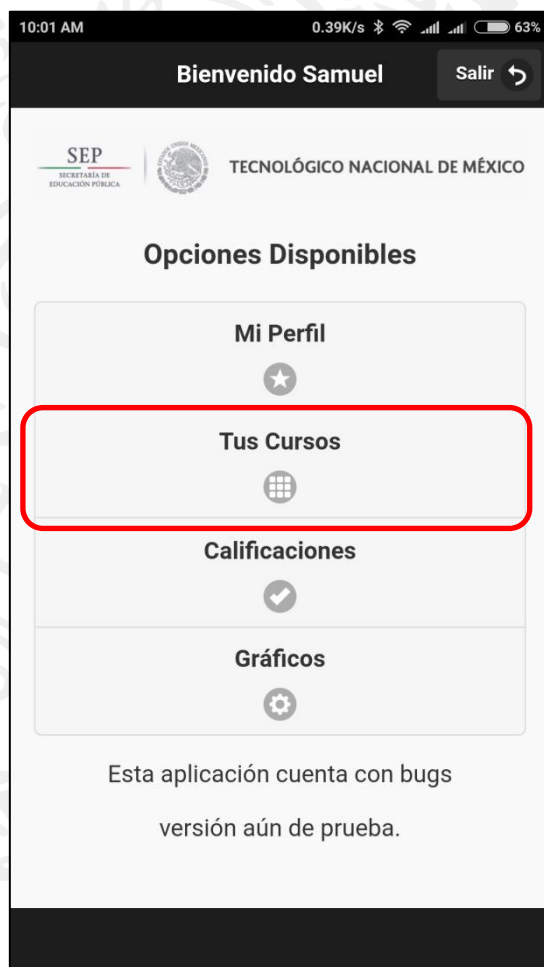 10:01 AM 0.39K/s 63%
Bienvenido Samuel Salir
SEP
SECRETARÍA DE
EDUCACIÓN PÚBLICA
TECNOLÓGICO NACIONAL DE MÉXICO
Opciones Disponibles
Mi Perfil
Tus Cursos
Calificaciones
Gráficos
Esta aplicación cuenta con bugs
versión aún de prueba.